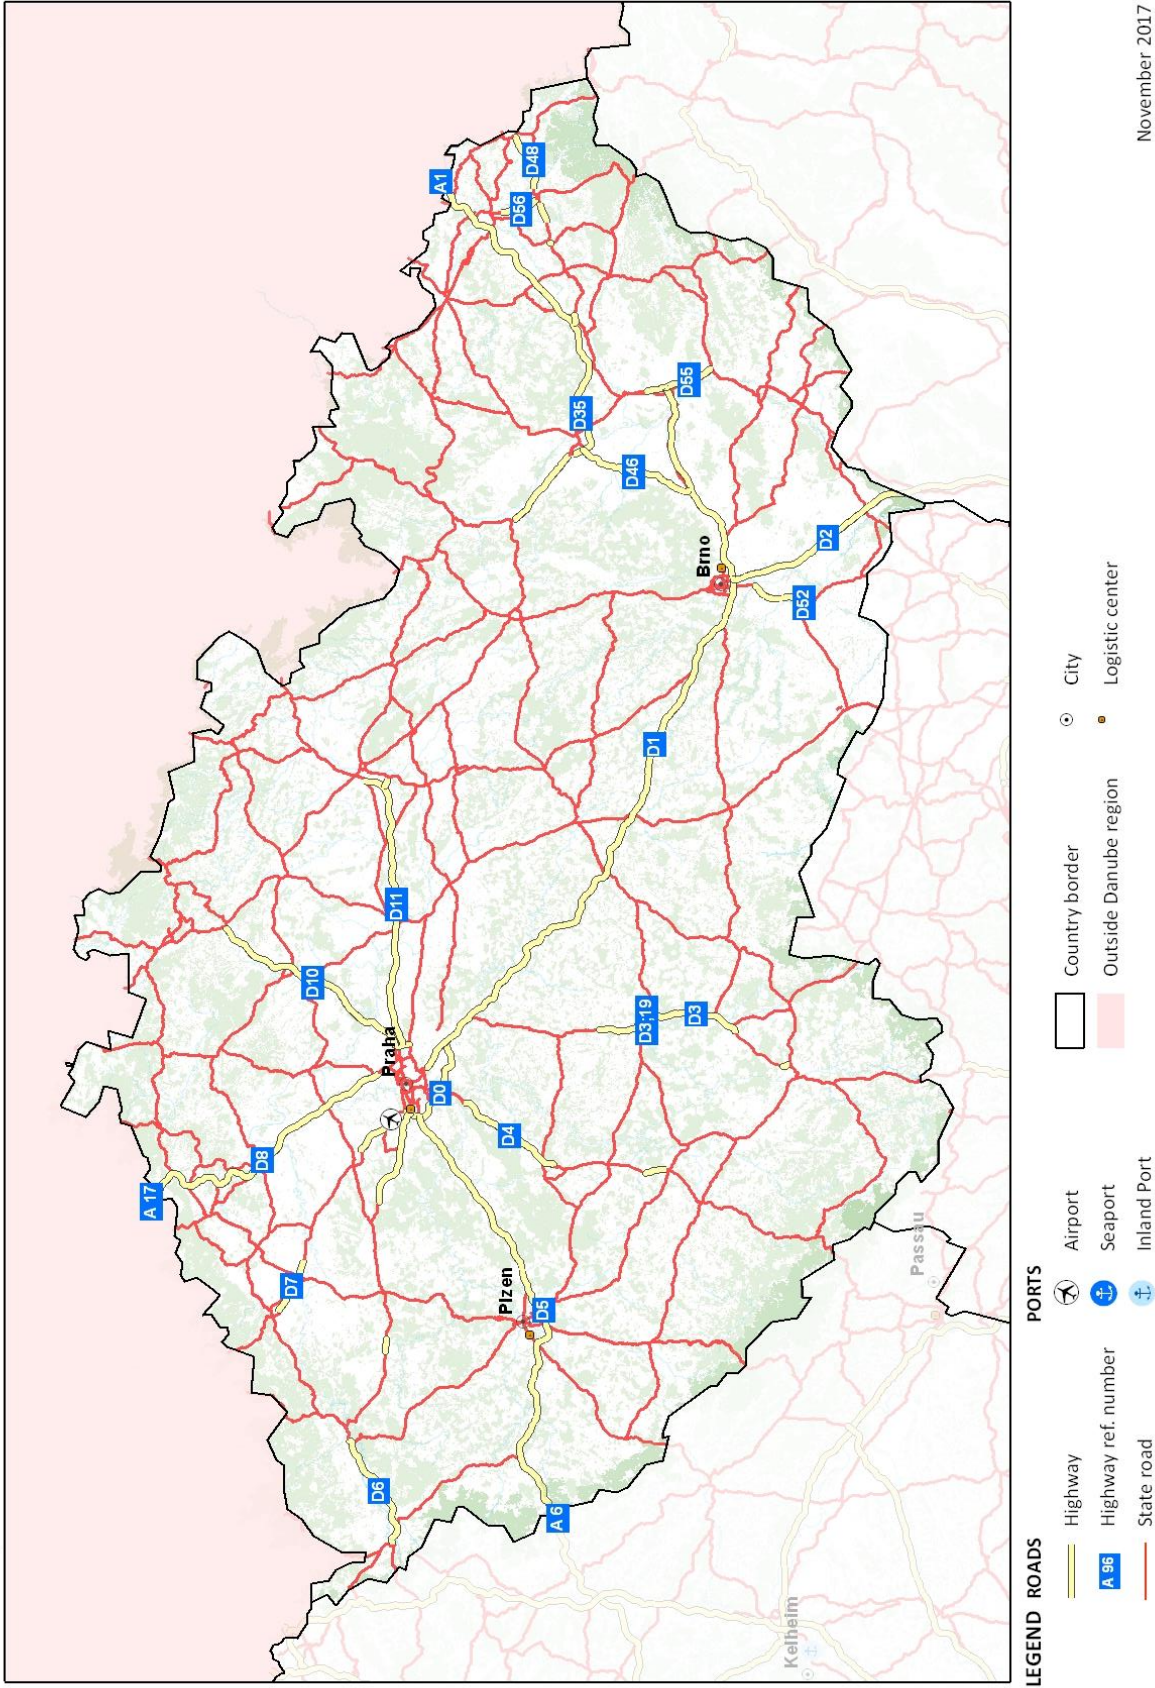 A1
D48
D56
D35
D55
D46
D2
Brno
D52
D1
D11
D10
D3;19
D3
Praha
D0
D4
D8
A 17
D7
Plzen
D5
D6
A 6
Passau
Kelheim
LEGEND
ROADS
Highway
A 96
Highway ref. number
State road
PORTS
Airport
Seaport
Inland Port
Country border
Outside Danube region
City
Logistic center
November 2017